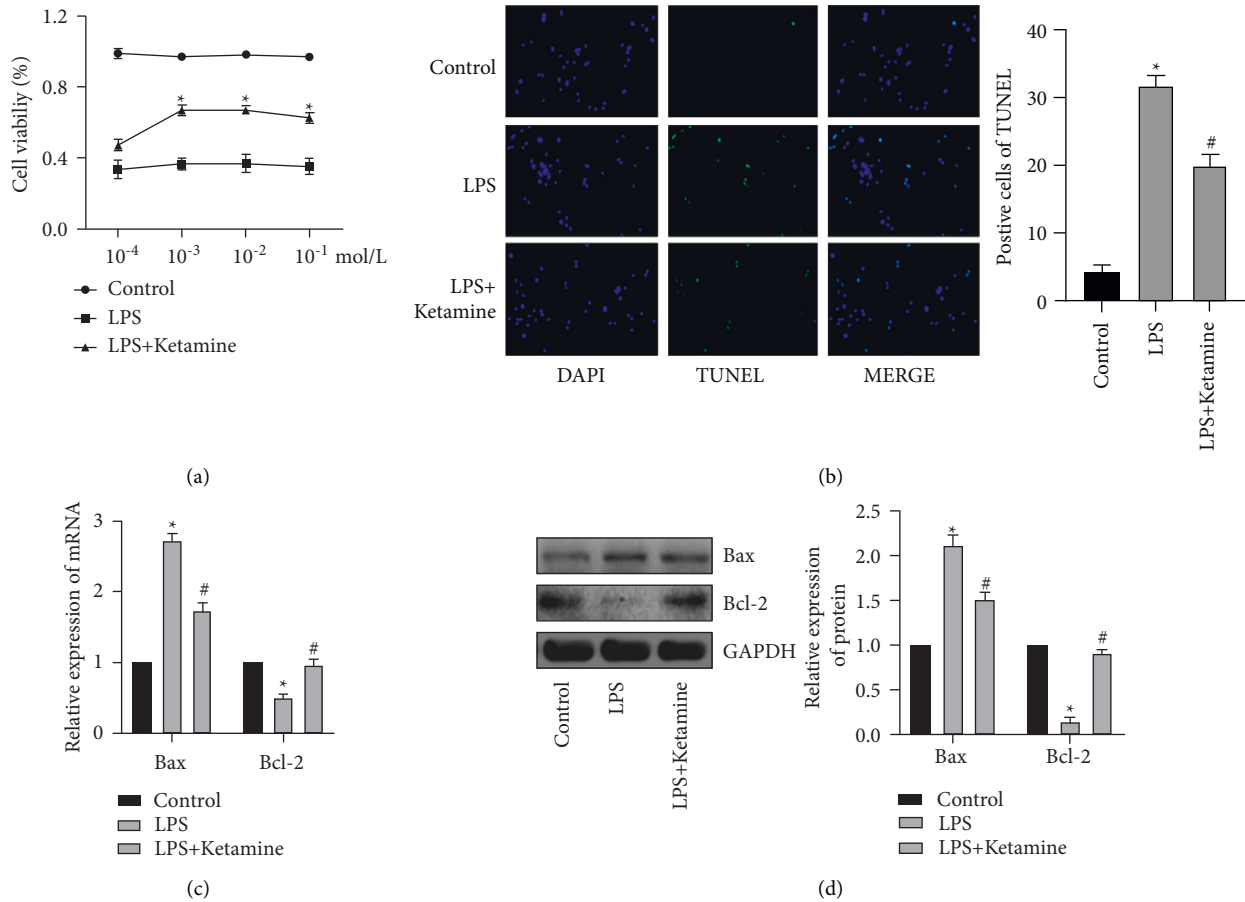 1.2
0.8
0.4
0.0
Cell viability (%)
*
*
*
10-4
10-3
10-2
10-1 mol/L
Control
LPS
LPS+Ketamine
(a)
Control
LPS
LPS+
Ketamine
DAPI
TUNEL
MERGE
40
30
20
10
0
Postive cells of TUNEL
*
#
Control
LPS
LPS+Ketamine
(b)
3
2
1
0
Relative expression of mRNA
*
#
*
#
Bax
Bcl-2
Control
LPS
LPS+Ketamine
(c)
Bax
Bcl-2
GAPDH
Control
LPS
LPS+Ketamine
2.5
2.0
1.5
1.0
0.5
0.0
Relative expression
of protein
*
#
*
#
Bax
Bcl-2
Control
LPS
LPS+Ketamine
(d)